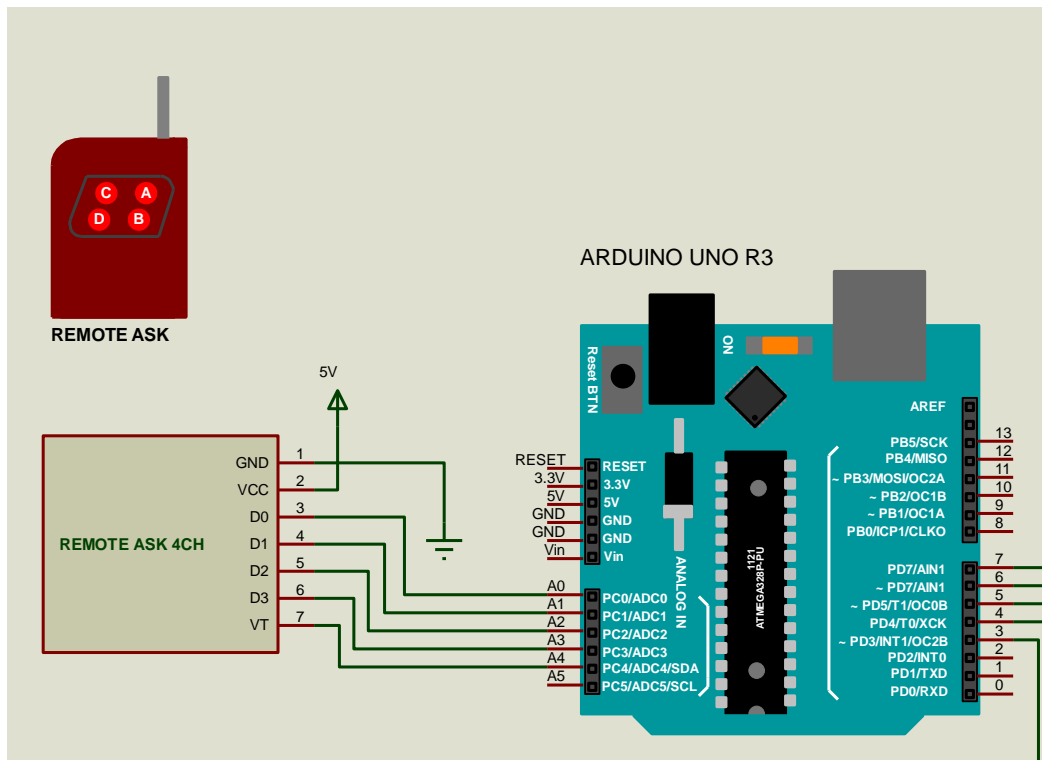 C A
D B
REMOTE ASK
5V
REMOTE ASK 4CH
GND 1
VCC 2
D0 3
D1 4
D2 5
D3 6
VT 7
ARDUINO UNO R3
Reset BTN
ON
RESET RESET
3.3V 3.3V
5V 5V
GND GND
GND GND
Vin Vin
ANALOG IN
A0 PC0/ADC0
A1 PC1/ADC1
A2 PC2/ADC2
A3 PC3/ADC3
A4 PC4/ADC4/SDA
A5 PC5/ADC5/SCL
1121
ATMEGA328P-PU
AREF
PB5/SCK 13
PB4/MISO 12
~ PB3/MOSI/OC2A 11
~ PB2/OC1B 10
~ PB1/OC1A 9
PB0/ICP1/CLKO 8
PD7/AIN1 7
~ PD7/AIN1 6
~ PD5/T1/OC0B 5
PD4/T0/XCK 4
~ PD3/INT1/OC2B 3
PD2/INT0 2
PD1/TXD 1
PD0/RXD 0